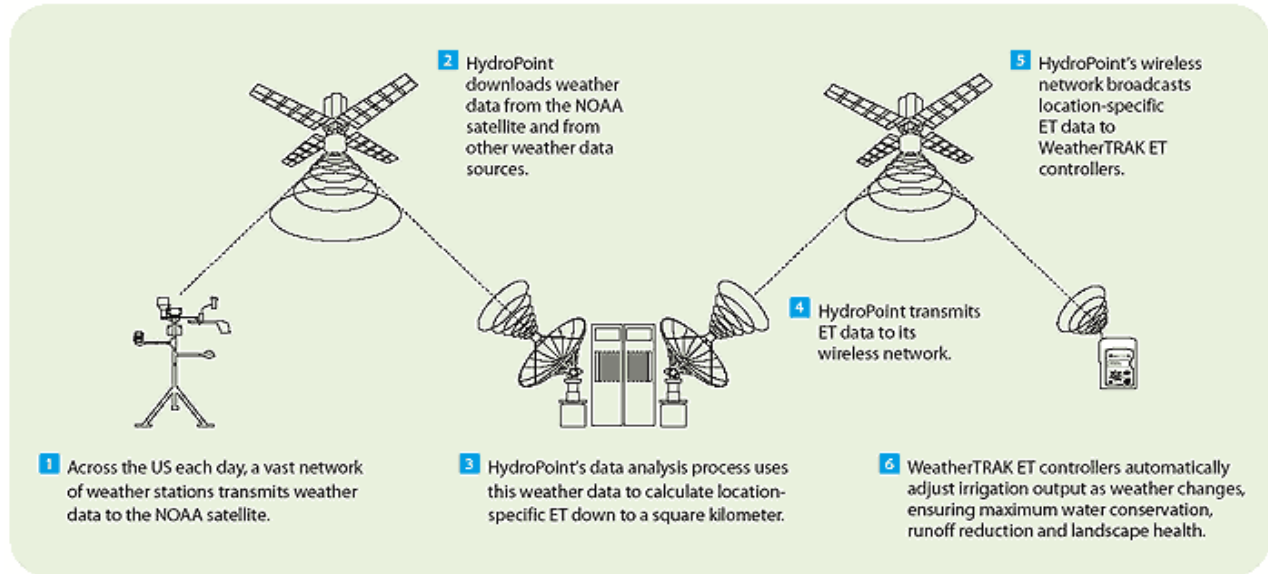 1 Across the US each day, a vast network
of weather stations transmits weather
data to the NOAA satellite.
2 HydroPoint
downloads weather
data from the NOAA
satellite and from
other weather data
sources.
3 HydroPoint's data analysis process uses
this weather data to calculate location-
specific ET down to a square kilometer.
4 HydroPoint transmits
ET data to its
wireless network.
5 HydroPoint's wireless
network broadcasts
location-specific
ET data to
WeatherTRAK ET
controllers.
6 WeatherTRAK ET controllers automatically
adjust irrigation output as weather changes,
ensuring maximum water conservation,
runoff reduction and landscape health.